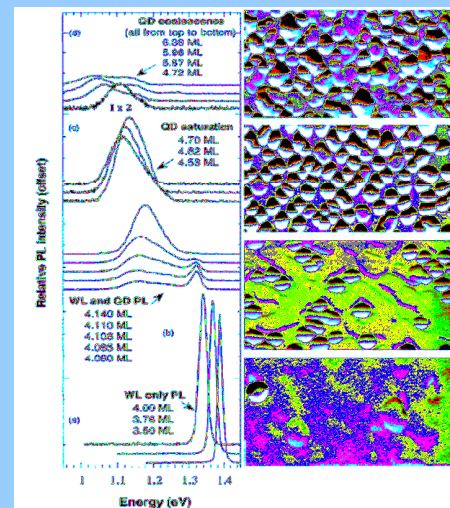 (d)
QD coalescence
(all from top to bottom)
6.38 ML
5.96 ML
5.87 ML
4.72 ML
1 x 2
(c)
QD saturation
4.70 ML
4.62 ML
4.53 ML
WL and QD PL
4.140 ML
4.110 ML
4.105 ML
4.085 ML
4.060 ML
(b)
WL only PL
4.00 ML
3.76 ML
3.50 ML
1
1.1
1.2
1.3
1.4
Energy (eV)
Relative PL intensity (offset)